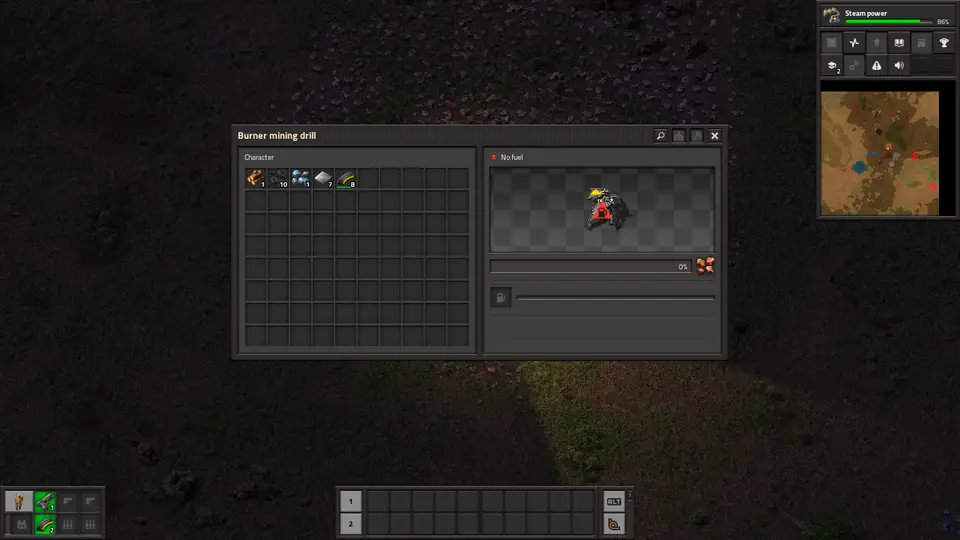 Steam power
86%
2
Burner mining drill
Character
No fuel
1
10
1
7
8
0%
1
1
ALT
2
2